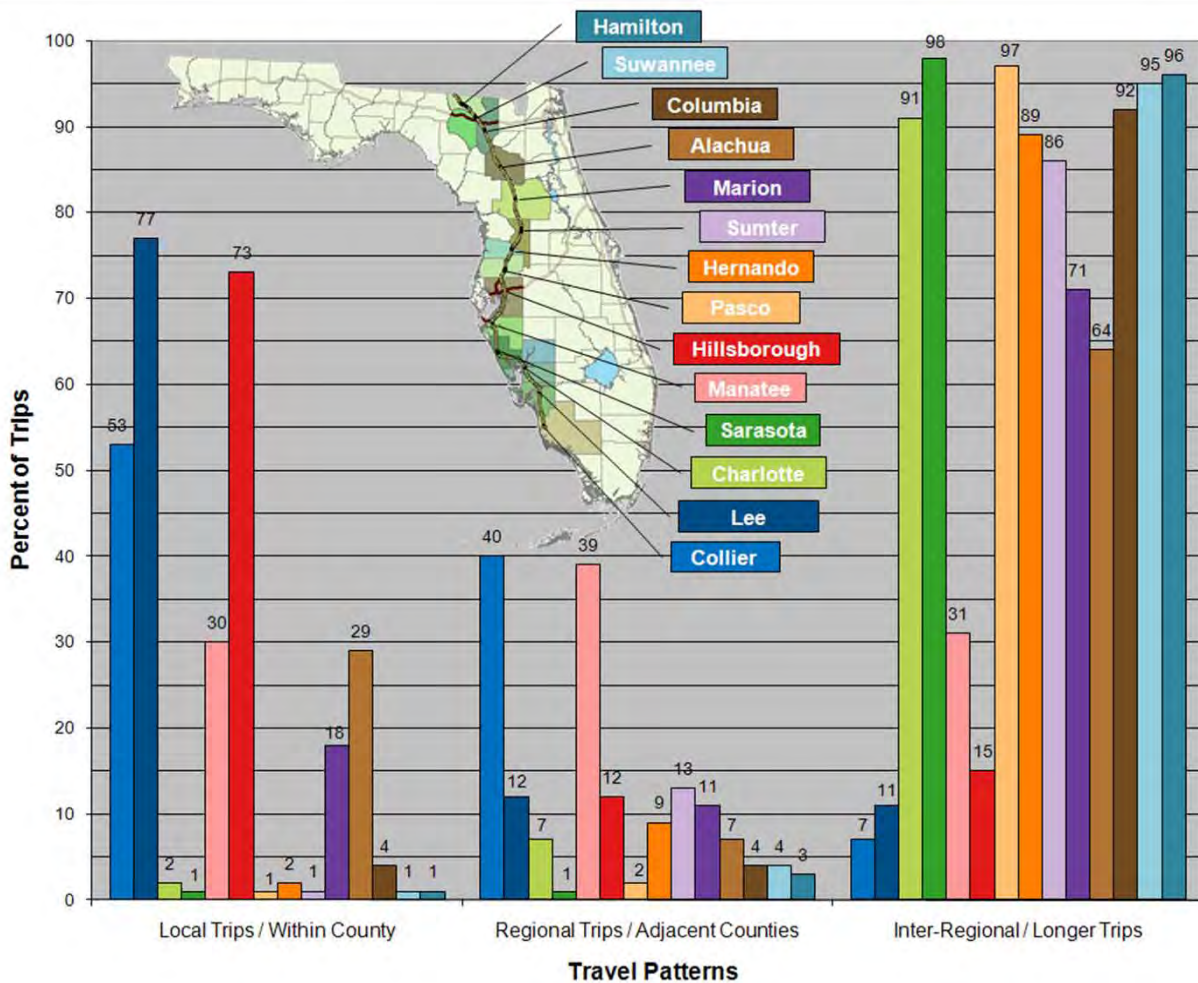 Percent of Trips
100
90
80
70
60
50
40
30
20
10
0
Hamilton
Suwannee
Columbia
Alachua
Marion
Sumter
Hernando
Pasco
Hillsborough
Manatee
Sarasota
Charlotte
Lee
Collier
53
77
2
1
30
73
1
2
1
18
29
4
1
1
40
12
7
1
39
12
2
9
13
11
7
4
4
3
7
11
91
98
31
15
97
89
86
71
64
92
95
96
Local Trips / Within County
Regional Trips / Adjacent Counties
Inter-Regional / Longer Trips
Travel Patterns